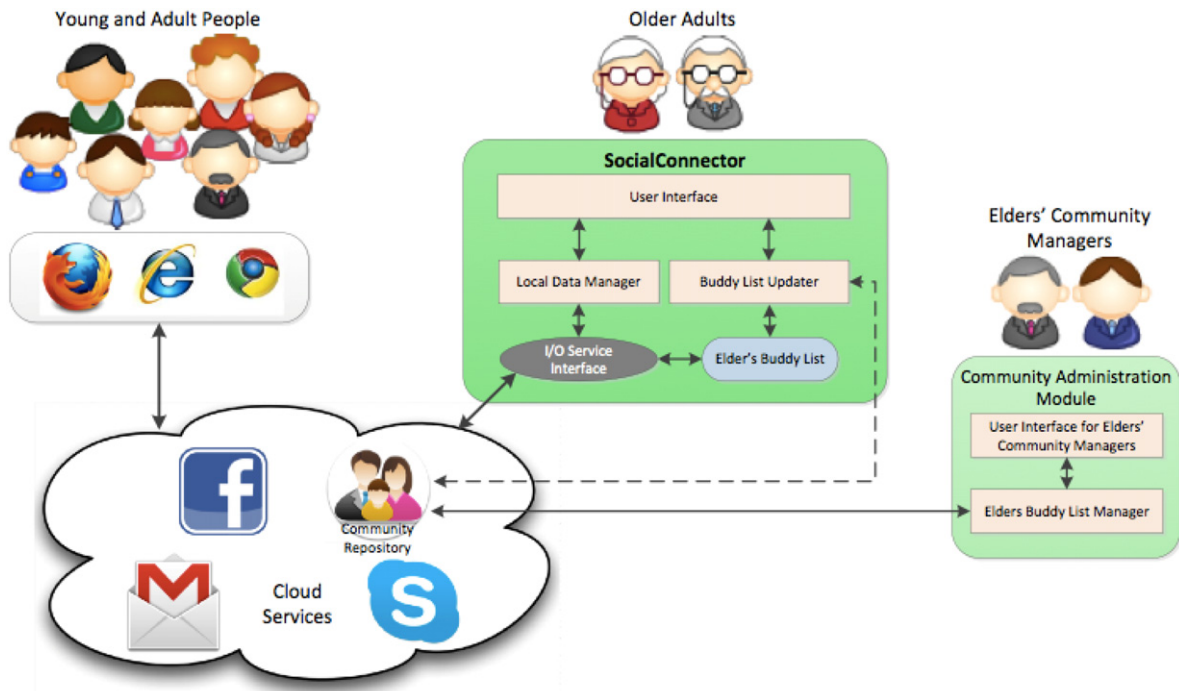 Young and Adult People
Older Adults
SocialConnector
User Interface
Local Data Manager
Buddy List Updater
I/O Service
Interface
Elder's Buddy List
Elders' Community
Managers
Community Administration
Module
User Interface for Elders'
Community Managers
Elders Buddy List Manager
f
Community
Repository
Cloud
Services
S